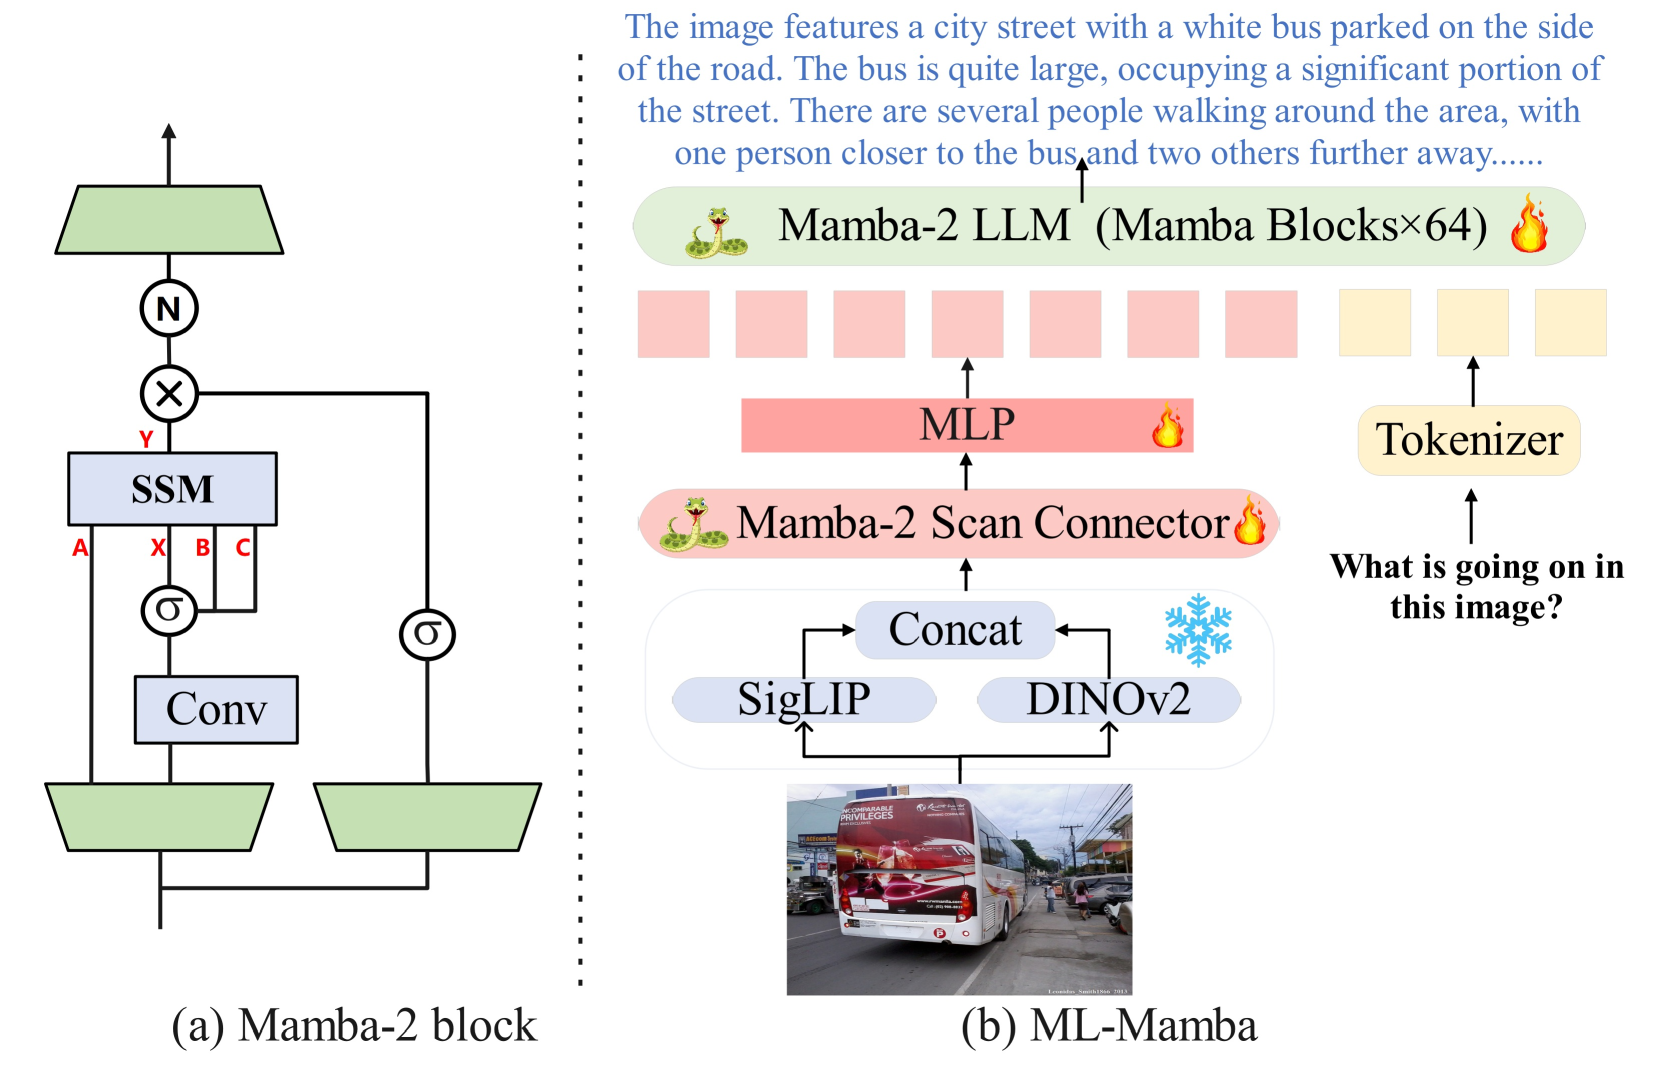 The image features a city street with a white bus parked on the side
of the road. The bus is quite large, occupying a significant portion of
the street. There are several people walking around the area, with
one person closer to the bus and two others further away......
N
Y
SSM
A X B C
σ
σ
Conv
(a) Mamba-2 block
Mamba-2 LLM (Mamba Blocks×64)
MLP
Mamba-2 Scan Connector
Concat
SigLIP
DINOv2
Tokenizer
What is going on in
this image?
INCOMPARABLE
PRIVILEGES
(b) ML-Mamba